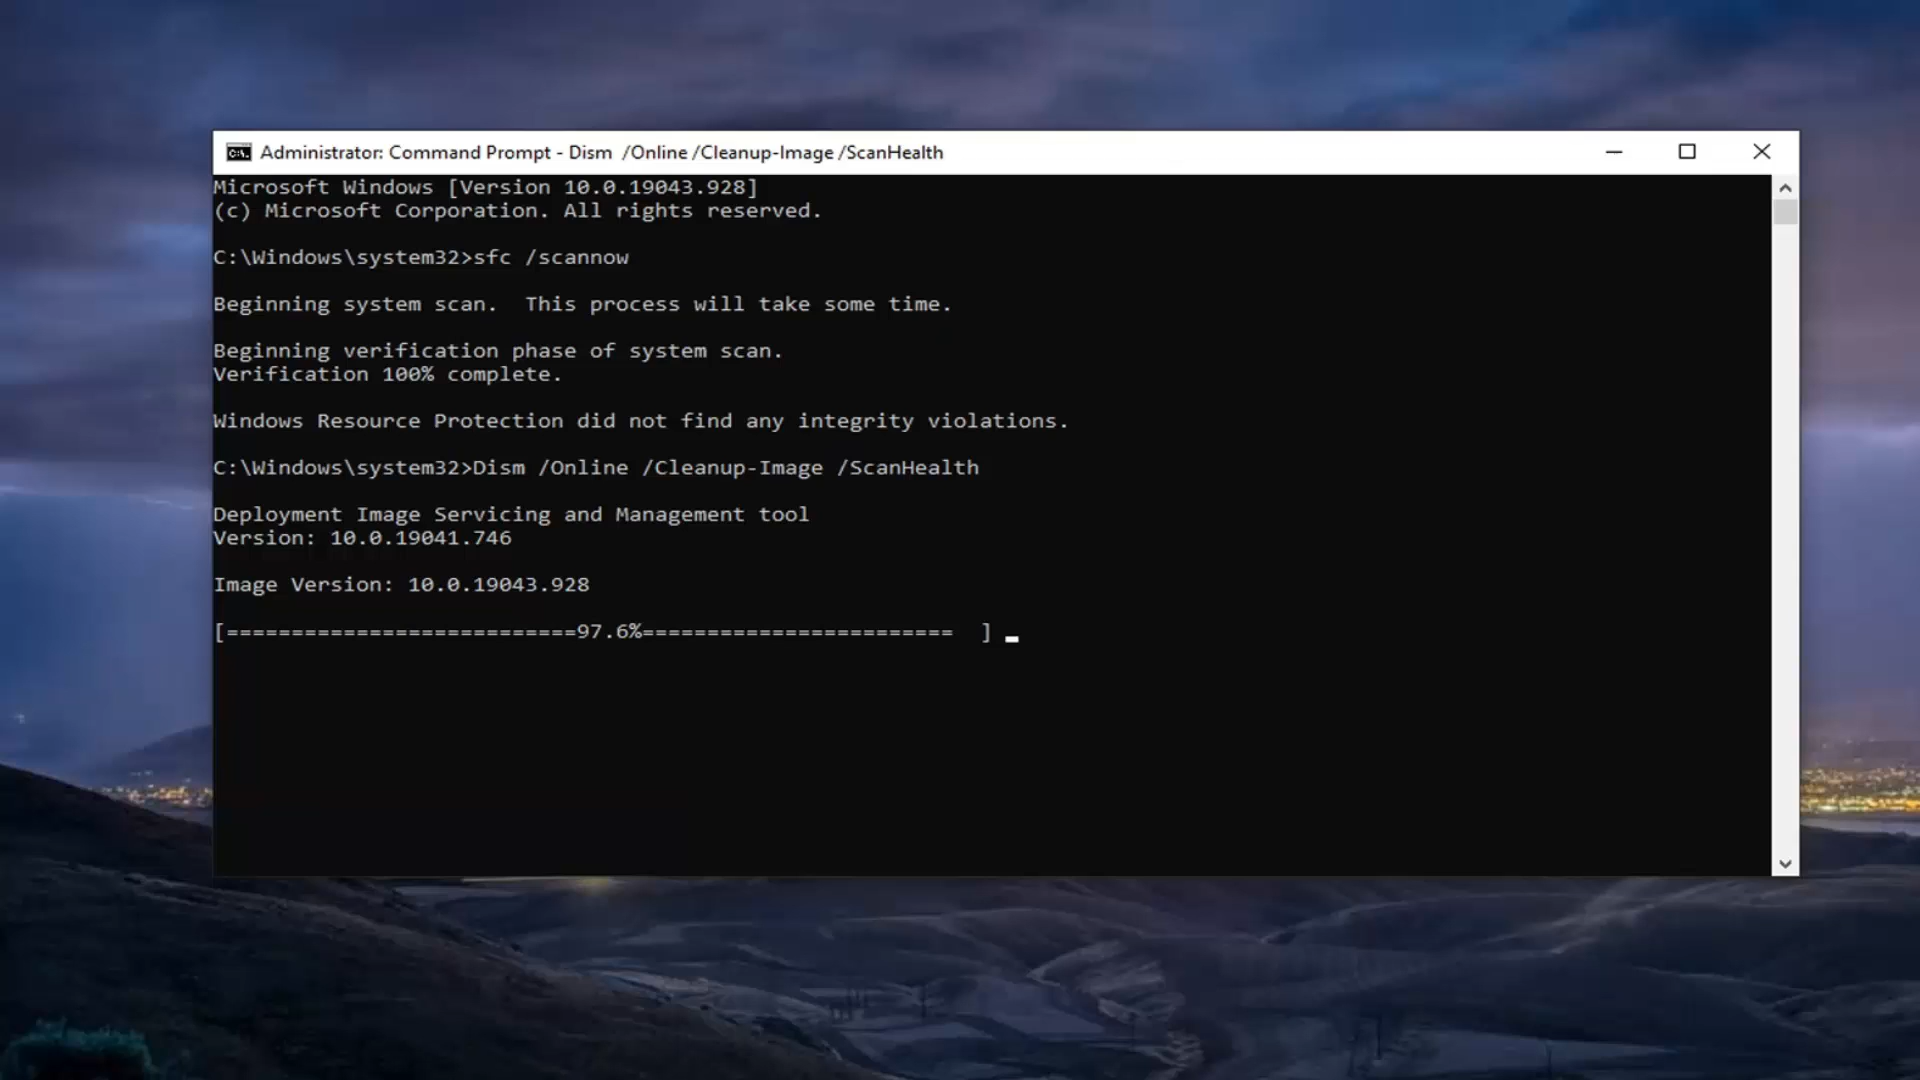 Administrator: Command Prompt - Dism  /Online /Cleanup-Image /ScanHealth
Microsoft Windows [Version 10.0.19043.928]
(c) Microsoft Corporation. All rights reserved.
C:\Windows\system32>sfc /scannow
Beginning system scan.  This process will take some time.
Beginning verification phase of system scan.
Verification 100% complete.
Windows Resource Protection did not find any integrity violations.
C:\Windows\system32>Dism /Online /Cleanup-Image /ScanHealth
Deployment Image Servicing and Management tool
Version: 10.0.19041.746
Image Version: 10.0.19043.928
[===========================97.6%========================  ]